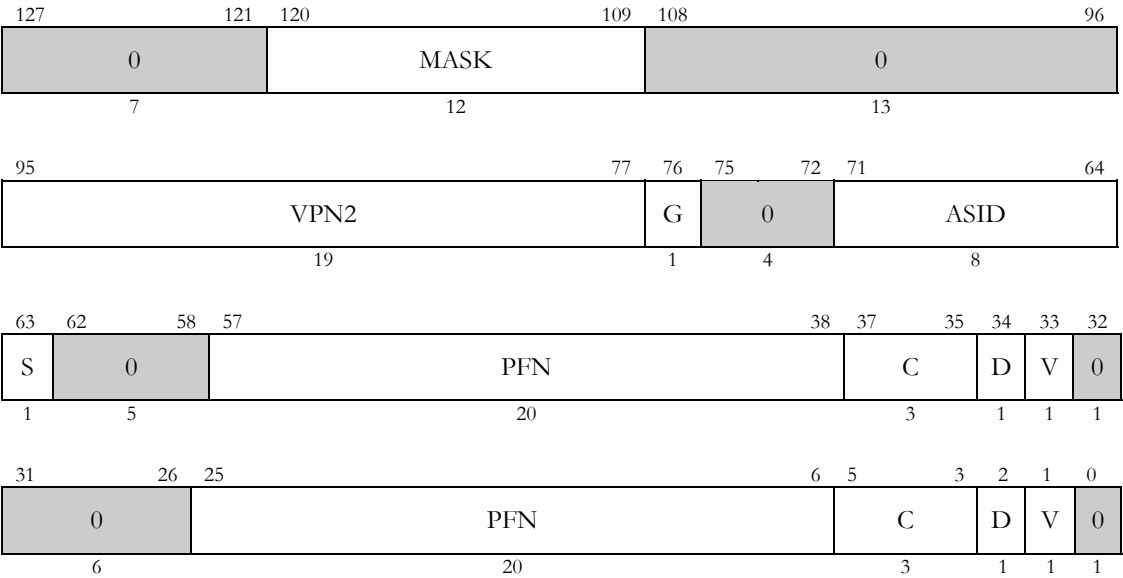 127 121 120 109 108 96
0 MASK 0
7 12 13
95 77 76 75 72 71 64
VPN2 G 0 ASID
19 1 4 8
63 62 58 57 38 37 35 34 33 32
S 0 PFN C D V 0
1 5 20 3 1 1 1
31 26 25 6 5 3 2 1 0
0 PFN C D V 0
6 20 3 1 1 1